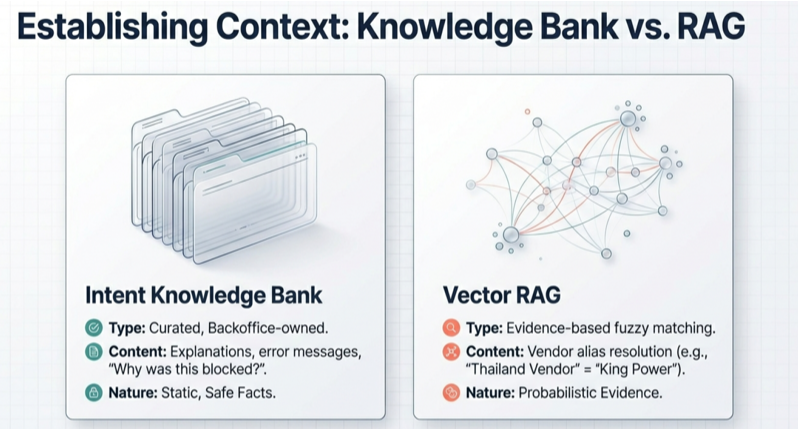 Establishing Context: Knowledge Bank vs. RAG
Intent Knowledge Bank
Type: Curated, Backoffice-owned.
Content: Explanations, error messages,
"Why was this blocked?".
Nature: Static, Safe Facts.
Vector RAG
Type: Evidence-based fuzzy matching.
Content: Vendor alias resolution (e.g.,
"Thailand Vendor" = "King Power").
Nature: Probabilistic Evidence.